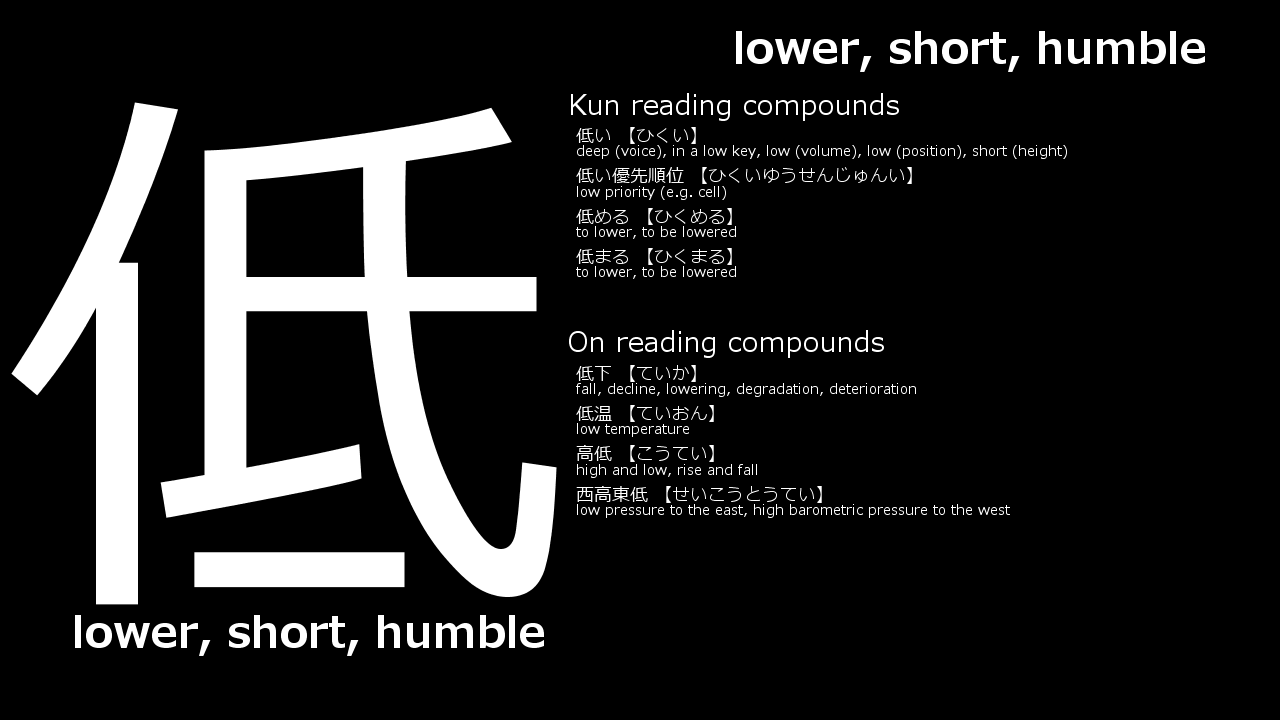 lower, short, humble
低
Kun reading compounds
低い 【ひくい】
deep (voice), in a low key, low (volume), low (position), short (height)
低い優先順位 【ひくいゆうせんじゅんい】
low priority (e.g. cell)
低める 【ひくめる】
to lower, to be lowered
低まる 【ひくまる】
to lower, to be lowered
On reading compounds
低下 【ていか】
fall, decline, lowering, degradation, deterioration
低温 【ていおん】
low temperature
高低 【こうてい】
high and low, rise and fall
西高東低 【せいこうとうてい】
low pressure to the east, high barometric pressure to the west
lower, short, humble